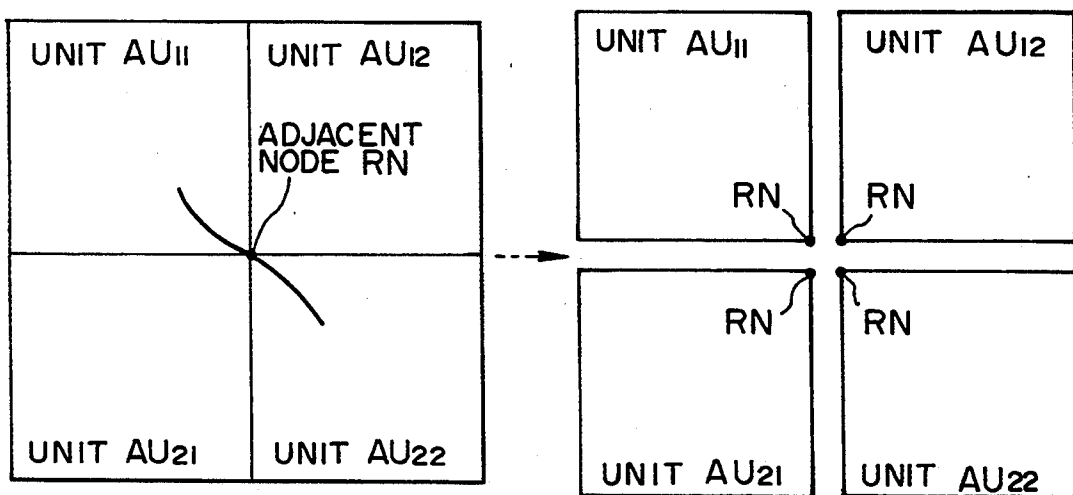 UNIT AU11
UNIT AU12
ADJACENT
NODE RN
UNIT AU21
UNIT AU22
UNIT AU11
UNIT AU12
RN
RN
RN
RN
UNIT AU21
UNIT AU22